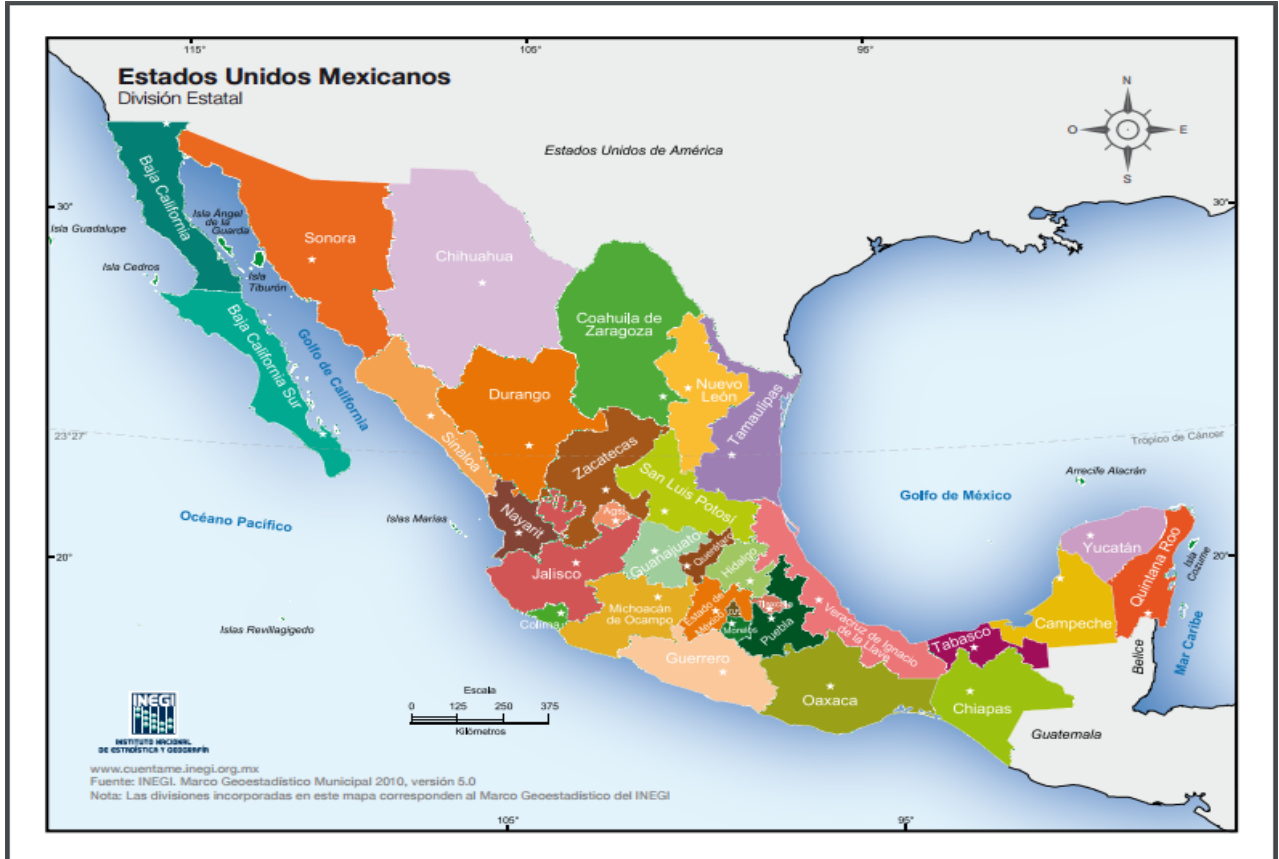 115°
105°
95°
Estados Unidos Mexicanos
División Estatal
N
O
E
S
Estados Unidos de América
30°
30°
Baja California
Isla Ángel
de la
Guarda
Isla Guadalupe
Sonora
Chihuahua
Isla Cedros
Isla
Tiburón
Coahuila de
Zaragoza
Baja California Sur
Golfo de California
Durango
Nuevo
León
Tamaulipas
23°27'
Trópico de Cáncer
Sinaloa
Zacatecas
San Luis Potosí
Arrecife Alacrán
Golfo de México
Océano Pacífico
Islas Marías
Nayarit
Ags.
20°
20°
Guanajuato
Querétaro
Hidalgo
Yucatán
Quintana Roo
Isla
Cozume
Jalisco
Michoacán
de Ocampo
Estado de
México
Tlaxcala
Colima
Morelos
Puebla
Veracruz de Ignacio
de la Llave
Campeche
Islas Revillagigedo
Guerrero
Tabasco
Belice
Mar Caribe
Oaxaca
Chiapas
Guatemala
Escala
0 125 250 375
Kilómetros
INEGI
INSTITUTO NACIONAL
DE ESTADÍSTICA Y GEOGRAFÍA
www.cuentame.inegi.org.mx
Fuente: INEGI. Marco Geoestadístico Municipal 2010, versión 5.0
Nota: Las divisiones incorporadas en este mapa corresponden al Marco Geoestadístico del INEGI
105°
95°